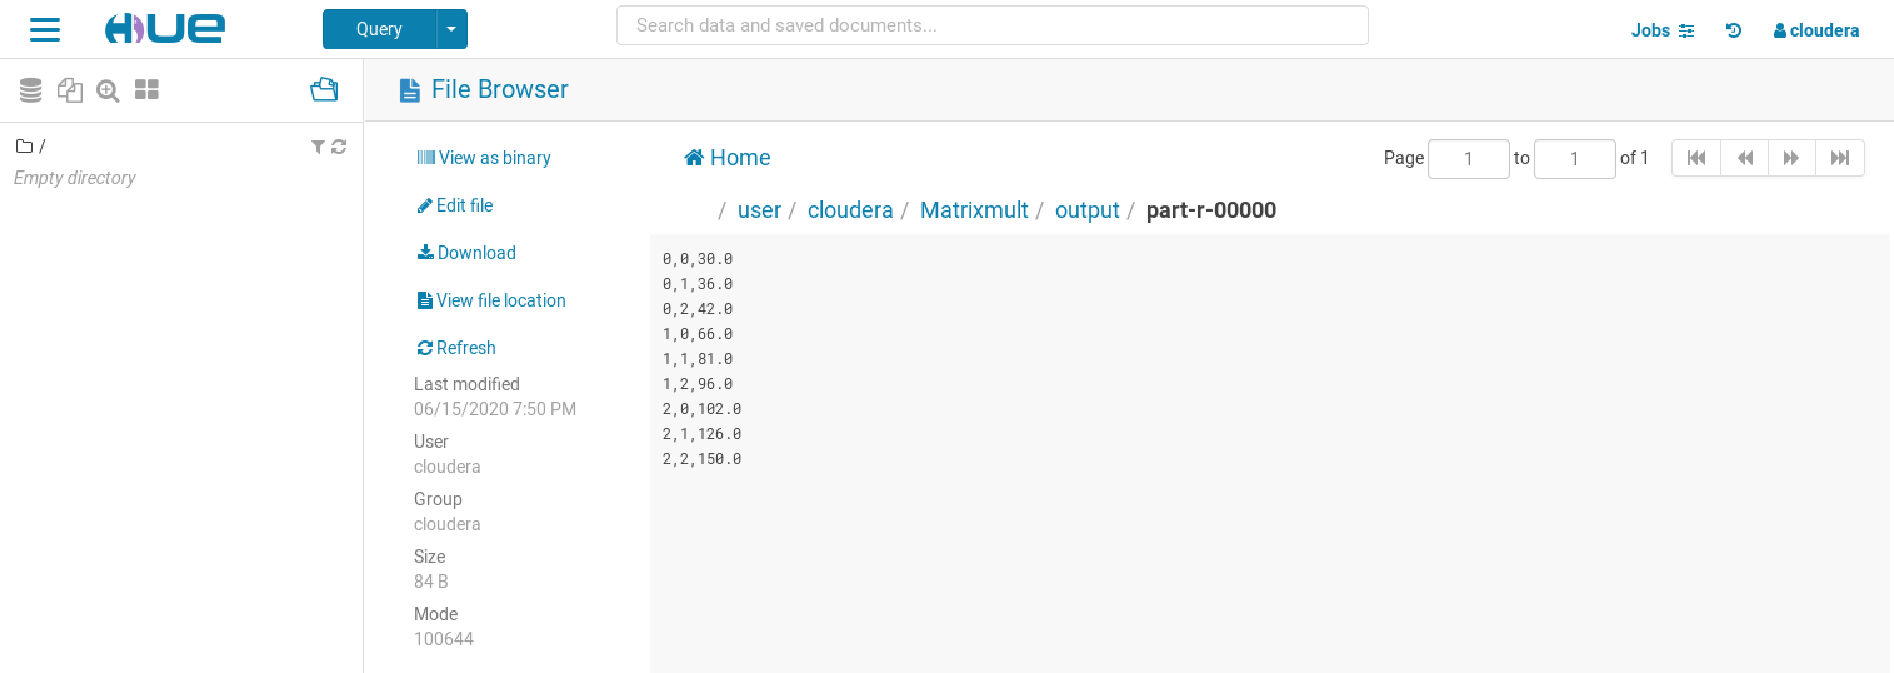 HUE
Query
Search data and saved documents...
Jobs
cloudera
File Browser
/
Empty directory
View as binary
Edit file
Download
View file location
Refresh
Last modified
06/15/2020 7:50 PM
User
cloudera
Group
cloudera
Size
84 B
Mode
100644
Home
Page 1 to 1 of 1
/ user / cloudera / Matrixmult / output / part-r-00000
0,0,30.0
0,1,36.0
0,2,42.0
1,0,66.0
1,1,81.0
1,2,96.0
2,0,102.0
2,1,126.0
2,2,150.0